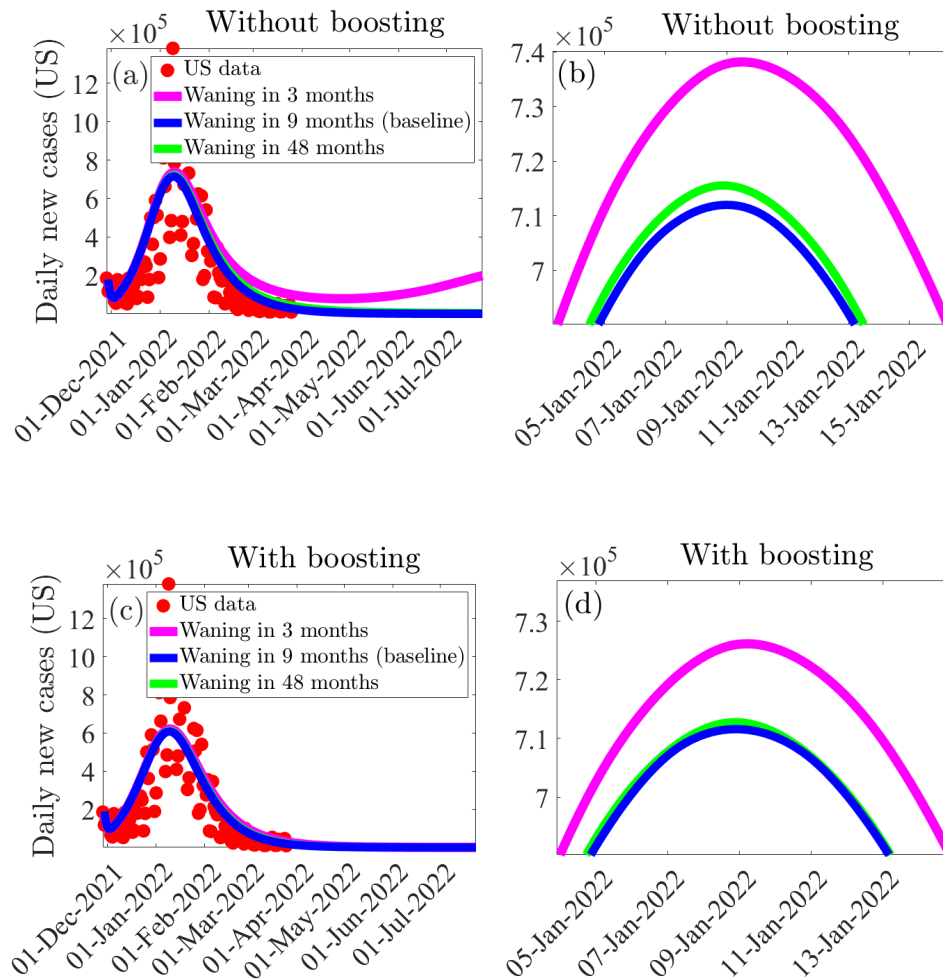 Without boosting
×10⁵
(a)
US data
Waning in 3 months
Waning in 9 months (baseline)
Waning in 48 months
Daily new cases (US)
12
10
8
6
4
2
01-Dec-2021
01-Jan-2022
01-Feb-2022
01-Mar-2022
01-Apr-2022
01-May-2022
01-Jun-2022
01-Jul-2022
Without boosting
×10⁵
(b)
7.4
7.3
7.2
7.1
7
05-Jan-2022
07-Jan-2022
09-Jan-2022
11-Jan-2022
13-Jan-2022
15-Jan-2022
With boosting
×10⁵
(c)
US data
Waning in 3 months
Waning in 9 months (baseline)
Waning in 48 months
Daily new cases (US)
12
10
8
6
4
2
01-Dec-2021
01-Jan-2022
01-Feb-2022
01-Mar-2022
01-Apr-2022
01-May-2022
01-Jun-2022
01-Jul-2022
With boosting
×10⁵
(d)
7.3
7.2
7.1
7
05-Jan-2022
07-Jan-2022
09-Jan-2022
11-Jan-2022
13-Jan-2022